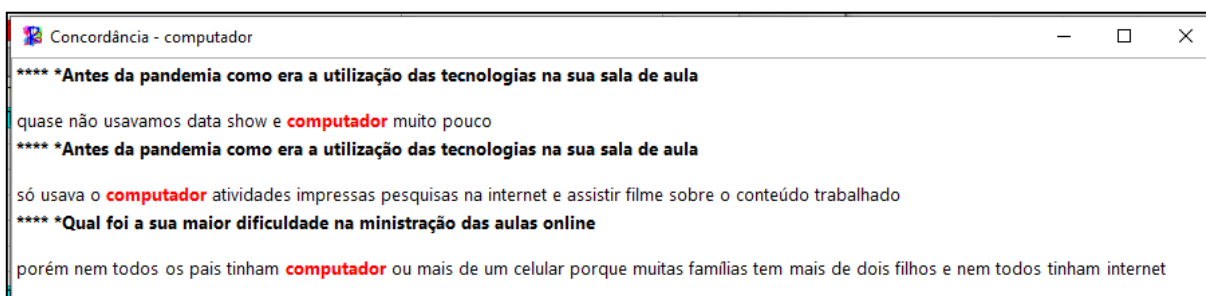 Concordância - computador
**** *Antes da pandemia como era a utilização das tecnologias na sua sala de aula
quase não usavamos data show e computador muito pouco
**** *Antes da pandemia como era a utilização das tecnologias na sua sala de aula
só usava o computador atividades impressas pesquisas na internet e assistir filme sobre o conteúdo trabalhado
**** *Qual foi a sua maior dificuldade na ministração das aulas online
porém nem todos os pais tinham computador ou mais de um celular porque muitas famílias tem mais de dois filhos e nem todos tinham internet